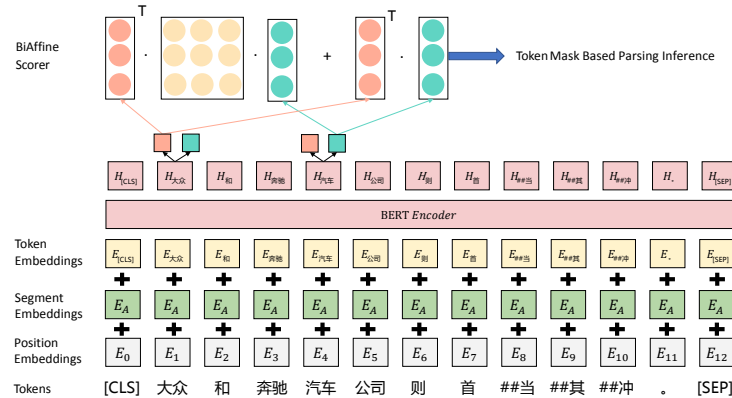 T
T
BiAffine
Scorer
· · + ·
Token Mask Based Parsing Inference
H[CLS] H大众 H和 H奔驰 H汽车 H公司 H则 H首 H##当 H##其 H##冲 H。 H[SEP]
BERT Encoder
Token
Embeddings
E[CLS] E大众 E和 E奔驰 E汽车 E公司 E则 E首 E##当 E##其 E##冲 E。 E[SEP]
+ + + + + + + + + + + + +
Segment
Embeddings
EA EA EA EA EA EA EA EA EA EA EA EA EA
+ + + + + + + + + + + + +
Position
Embeddings
E0 E1 E2 E3 E4 E5 E6 E7 E8 E9 E10 E11 E12
Tokens
[CLS] 大众 和 奔驰 汽车 公司 则 首 ##当 ##其 ##冲 。 [SEP]